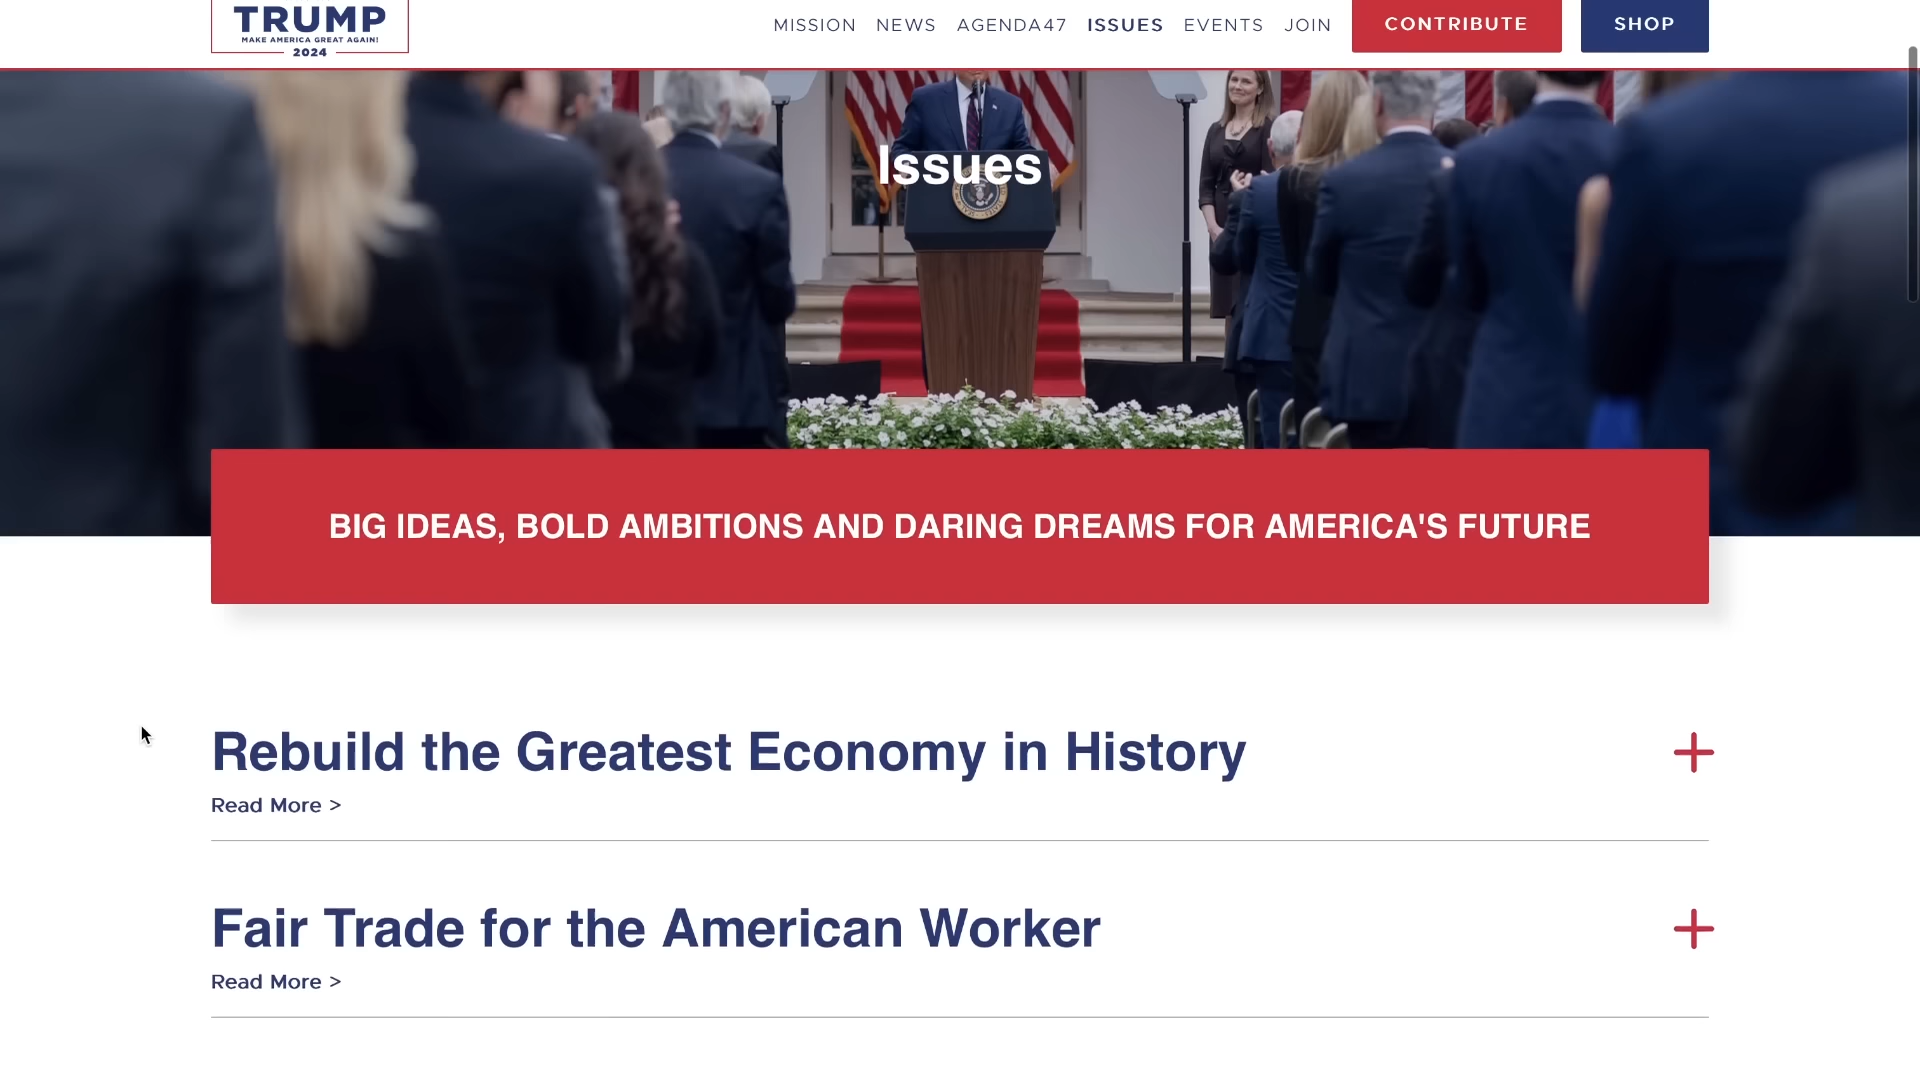 TRUMP
MAKE AMERICA GREAT AGAIN!
2024
MISSION NEWS AGENDA47 ISSUES EVENTS JOIN CONTRIBUTE SHOP
Issues
BIG IDEAS, BOLD AMBITIONS AND DARING DREAMS FOR AMERICA'S FUTURE
Rebuild the Greatest Economy in History
Read More >
Fair Trade for the American Worker
Read More >